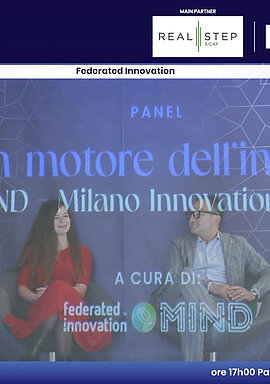 MAIN PARTNER
REAL STEP
SICAF
Federated Innovation
PANEL
motore dell'in
ND – Milano Innovation
A CURA DI:
federated
innovation
MIND
ore 17h00 Pa